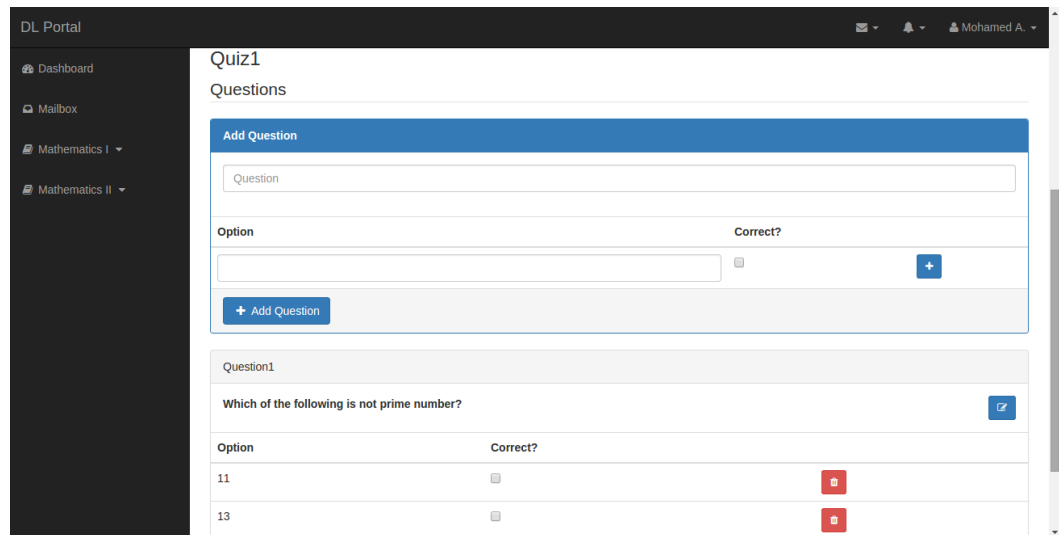 DL Portal
Mohamed A.
Dashboard
Mailbox
Mathematics I
Mathematics II
Quiz1
Questions
Add Question
Question
Option Correct?
Add Question
Question1
Which of the following is not prime number?
Option Correct?
11
13